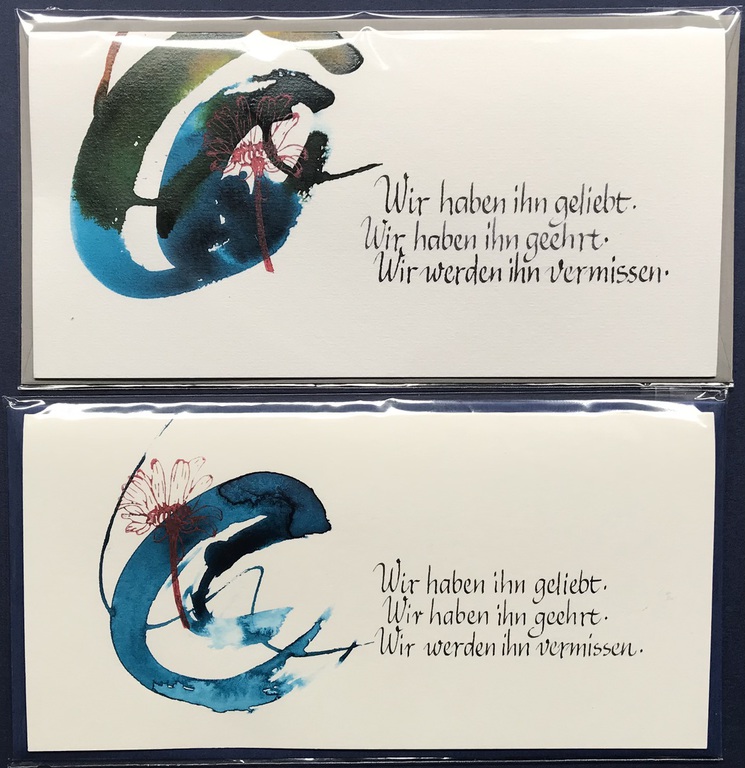 Wir haben ihn geliebt.
Wir haben ihn geehrt.
Wir werden ihn vermissen.
Wir haben ihn geliebt.
Wir haben ihn geehrt.
Wir werden ihn vermissen.